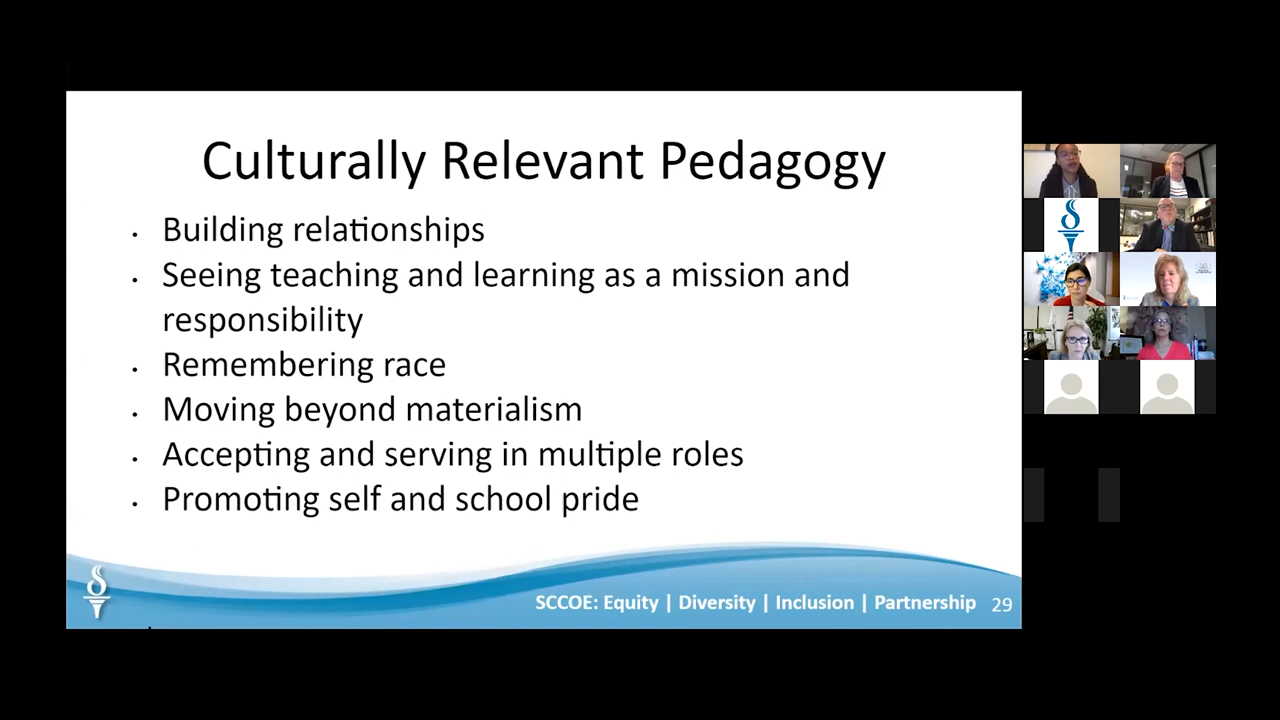 Culturally Relevant Pedagogy
• Building relationships
• Seeing teaching and learning as a mission and
responsibility
• Remembering race
• Moving beyond materialism
• Accepting and serving in multiple roles
• Promoting self and school pride
SCCOE: Equity | Diversity | Inclusion | Partnership 29